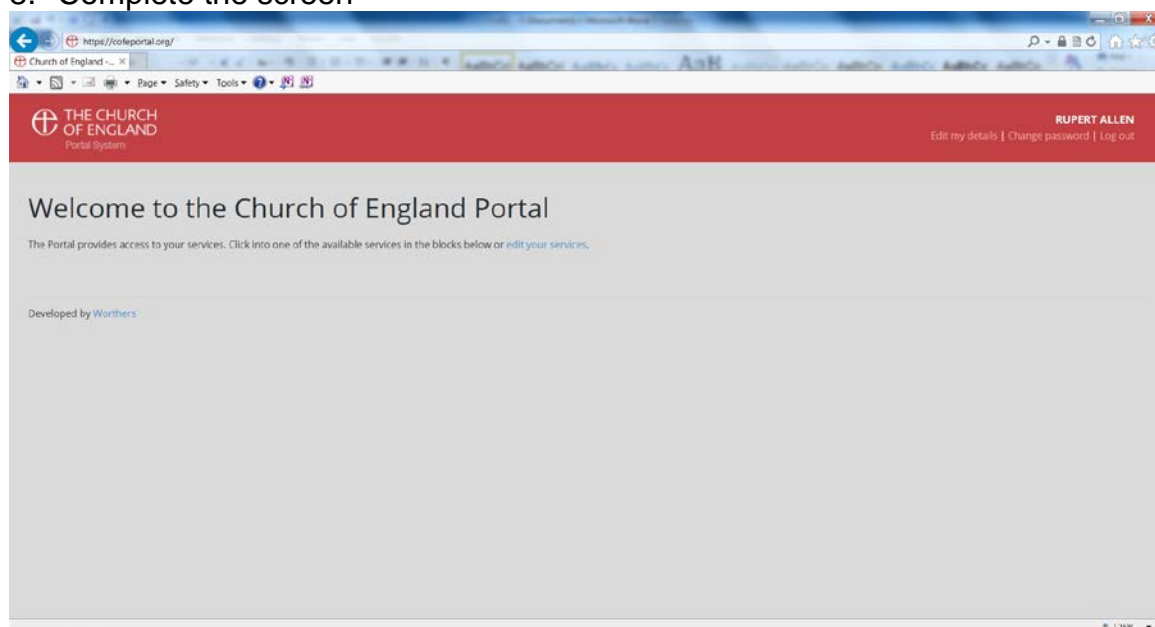 Complete the screen
https://cofeportal.org/
Church of England -...
Page Safety Tools
THE CHURCH
OF ENGLAND
Portal System
RUPERT ALLEN
Edit my details | Change password | Log out
Welcome to the Church of England Portal
The Portal provides access to your services. Click into one of the available services in the blocks below or edit your services.
Developed by Worthers